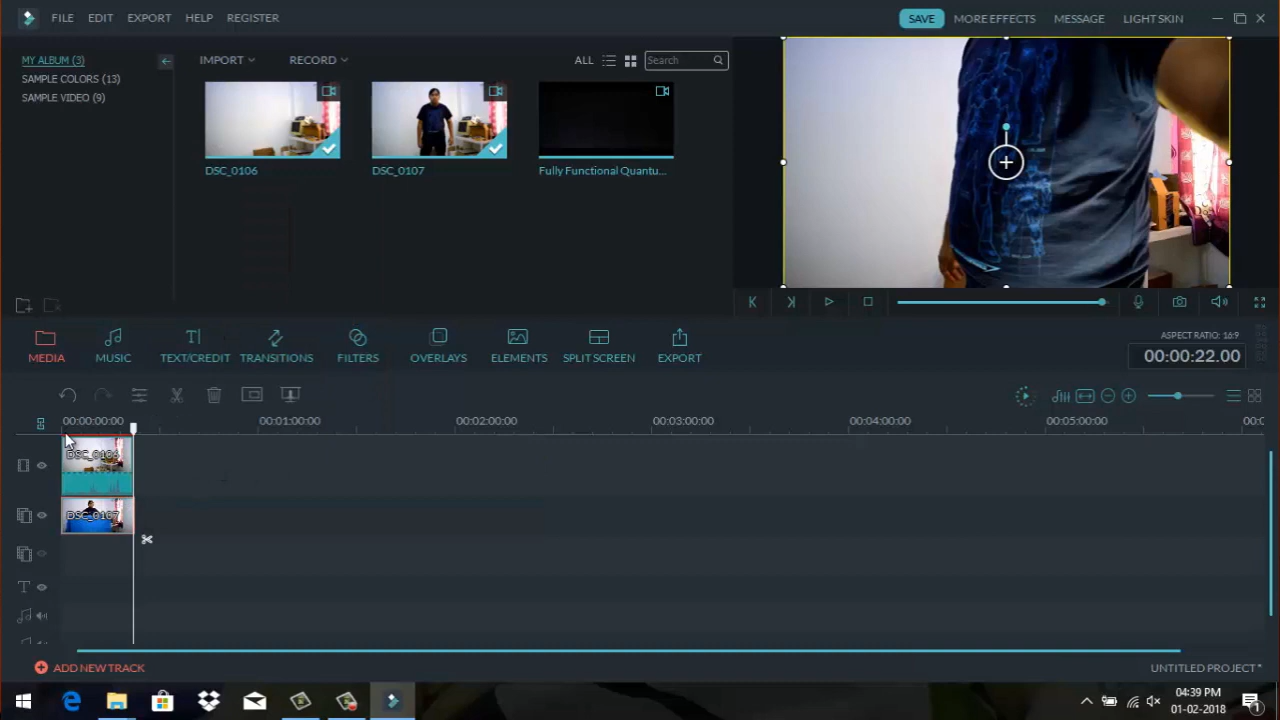 FILE EDIT EXPORT HELP REGISTER SAVE MORE EFFECTS MESSAGE LIGHT SKIN
MY ALBUM (3) IMPORT RECORD ALL Search
SAMPLE COLORS (13)
SAMPLE VIDEO (9)
DSC_0106 DSC_0107 Fully Functional Quantu...
ASPECT RATIO: 16:9
MEDIA MUSIC TEXT/CREDIT TRANSITIONS FILTERS OVERLAYS ELEMENTS SPLIT SCREEN EXPORT 00:00:22.00
00:00:00:00 00:01:00:00 00:02:00:00 00:03:00:00 00:04:00:00 00:05:00:00 00:0
DSC_0106
DSC_0107
ADD NEW TRACK UNTITLED PROJECT*
04:39 PM
01-02-2018
1